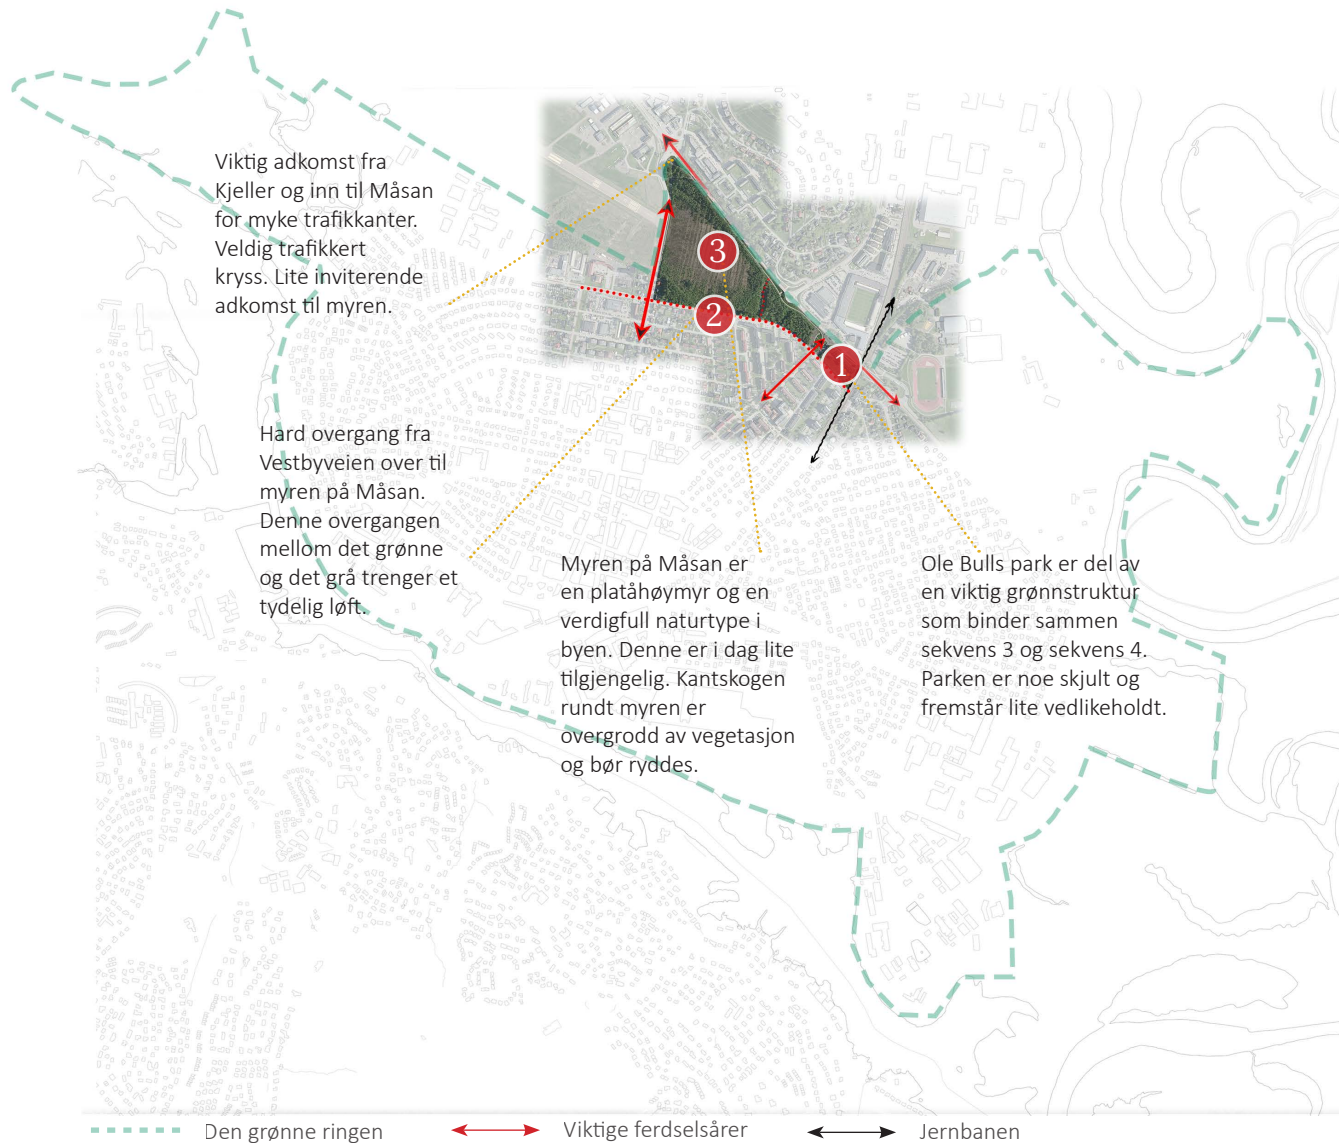 Viktig adkomst fra
Kjeller og inn til Måsan
for myke trafikkanter.
Veldig trafikkert
kryss. Lite inviterende
adkomst til myren.
3
2
1
Hard overgang fra
Vestbyveien over til
myren på Måsan.
Denne overgangen
mellom det grønne
og det grå trenger et
tydelig løft.
Myren på Måsan er
en platåhøymyr og en
verdigfull naturtype i
byen. Denne er i dag lite
tilgjengelig. Kantskogen
rundt myren er
overgrodd av vegetasjon
og bør ryddes.
Ole Bulls park er del av
en viktig grønnstruktur
som binder sammen
sekvens 3 og sekvens 4.
Parken er noe skjult og
fremstår lite vedlikeholdt.
Den grønne ringen
Viktige ferdselsårer
Jernbanen